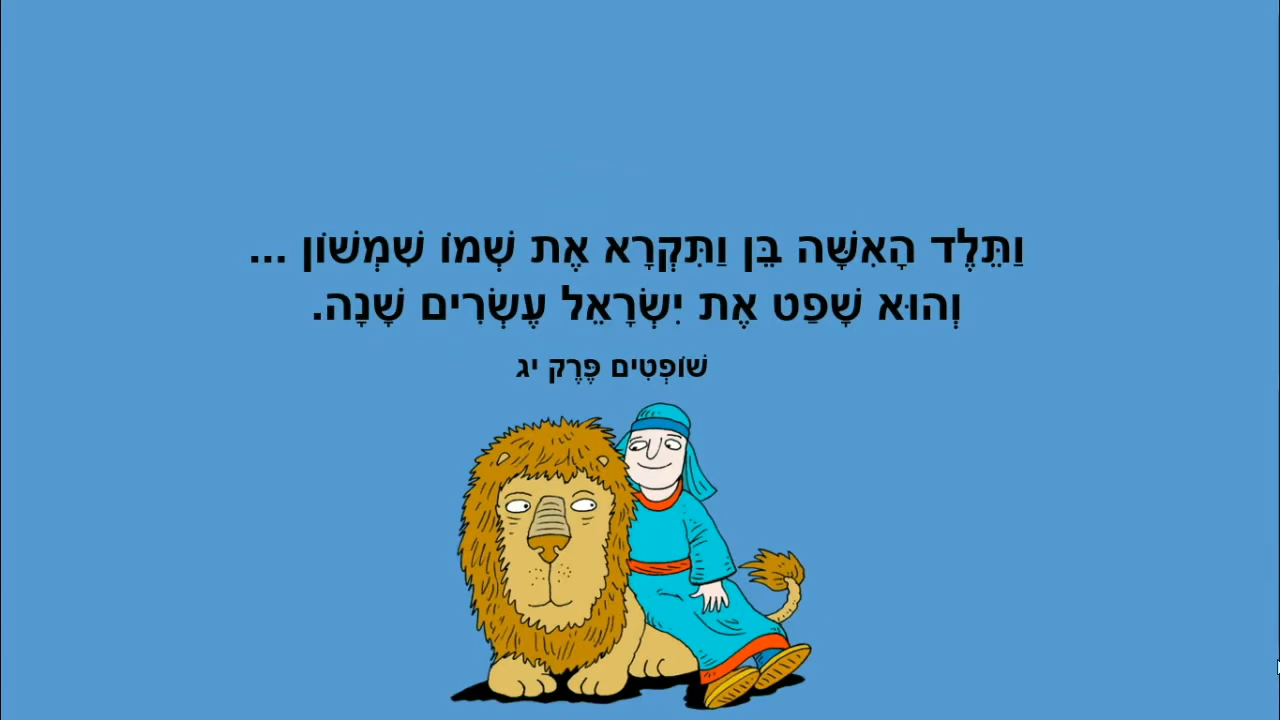 וַתֵּלֶד הָאִשָּׁה בֵּן וַתִּקְרָא אֶת שְׁמוֹ שִׁמְשׁוֹן ...
וְהוּא שָׁפַט אֶת יִשְׂרָאֵל עֶשְׂרִים שָׁנָה.
שׁוֹפְטִים פֶּרֶק יג